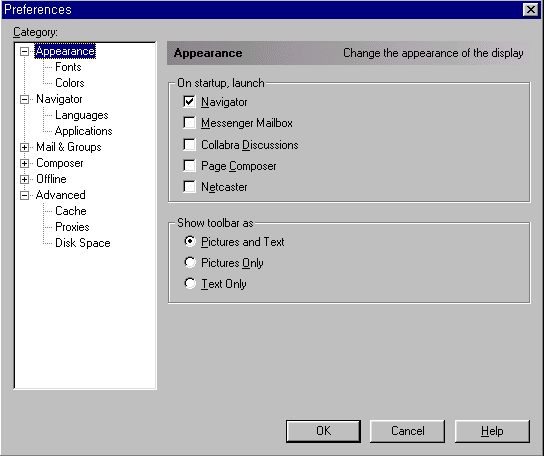 Preferences
Category:
Appearance
Fonts
Colors
Navigator
Languages
Applications
Mail & Groups
Composer
Offline
Advanced
Cache
Proxies
Disk Space
Appearance Change the appearance of the display
On startup, launch
Navigator
Messenger Mailbox
Collabra Discussions
Page Composer
Netcaster
Show toolbar as
Pictures and Text
Pictures Only
Text Only
OK Cancel Help